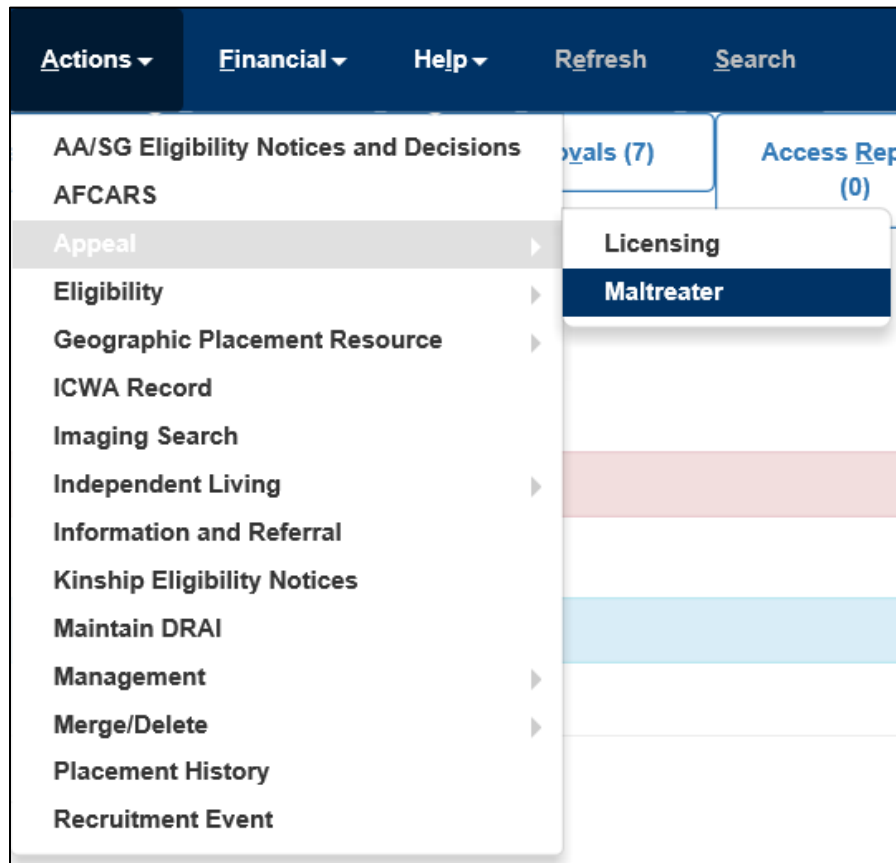 Actions Financial Help Refresh Search
AA/SG Eligibility Notices and Decisions
(7)
Access
(0)
AFCARS
Appeal
Licensing
Eligibility
Maltreater
Geographic Placement Resource
ICWA Record
Imaging Search
Independent Living
Information and Referral
Kinship Eligibility Notices
Maintain DRAI
Management
Merge/Delete
Placement History
Recruitment Event